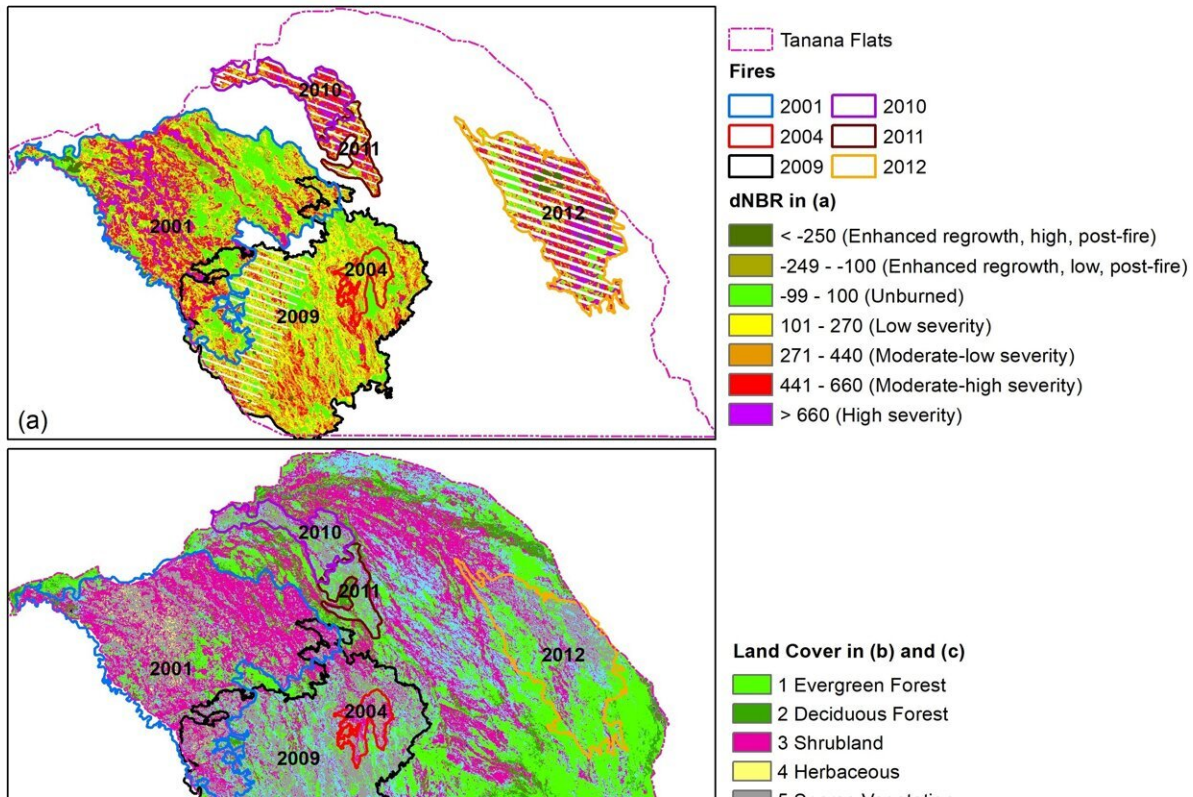 2010
2011
2001
2012
2004
2009
(a)
Tanana Flats
Fires
2001 2010
2004 2011
2009 2012
dNBR in (a)
< -250 (Enhanced regrowth, high, post-fire)
-249 - -100 (Enhanced regrowth, low, post-fire)
-99 - 100 (Unburned)
101 - 270 (Low severity)
271 - 440 (Moderate-low severity)
441 - 660 (Moderate-high severity)
> 660 (High severity)
2010
2011
2012
2001
2004
2009
Land Cover in (b) and (c)
1 Evergreen Forest
2 Deciduous Forest
3 Shrubland
4 Herbaceous